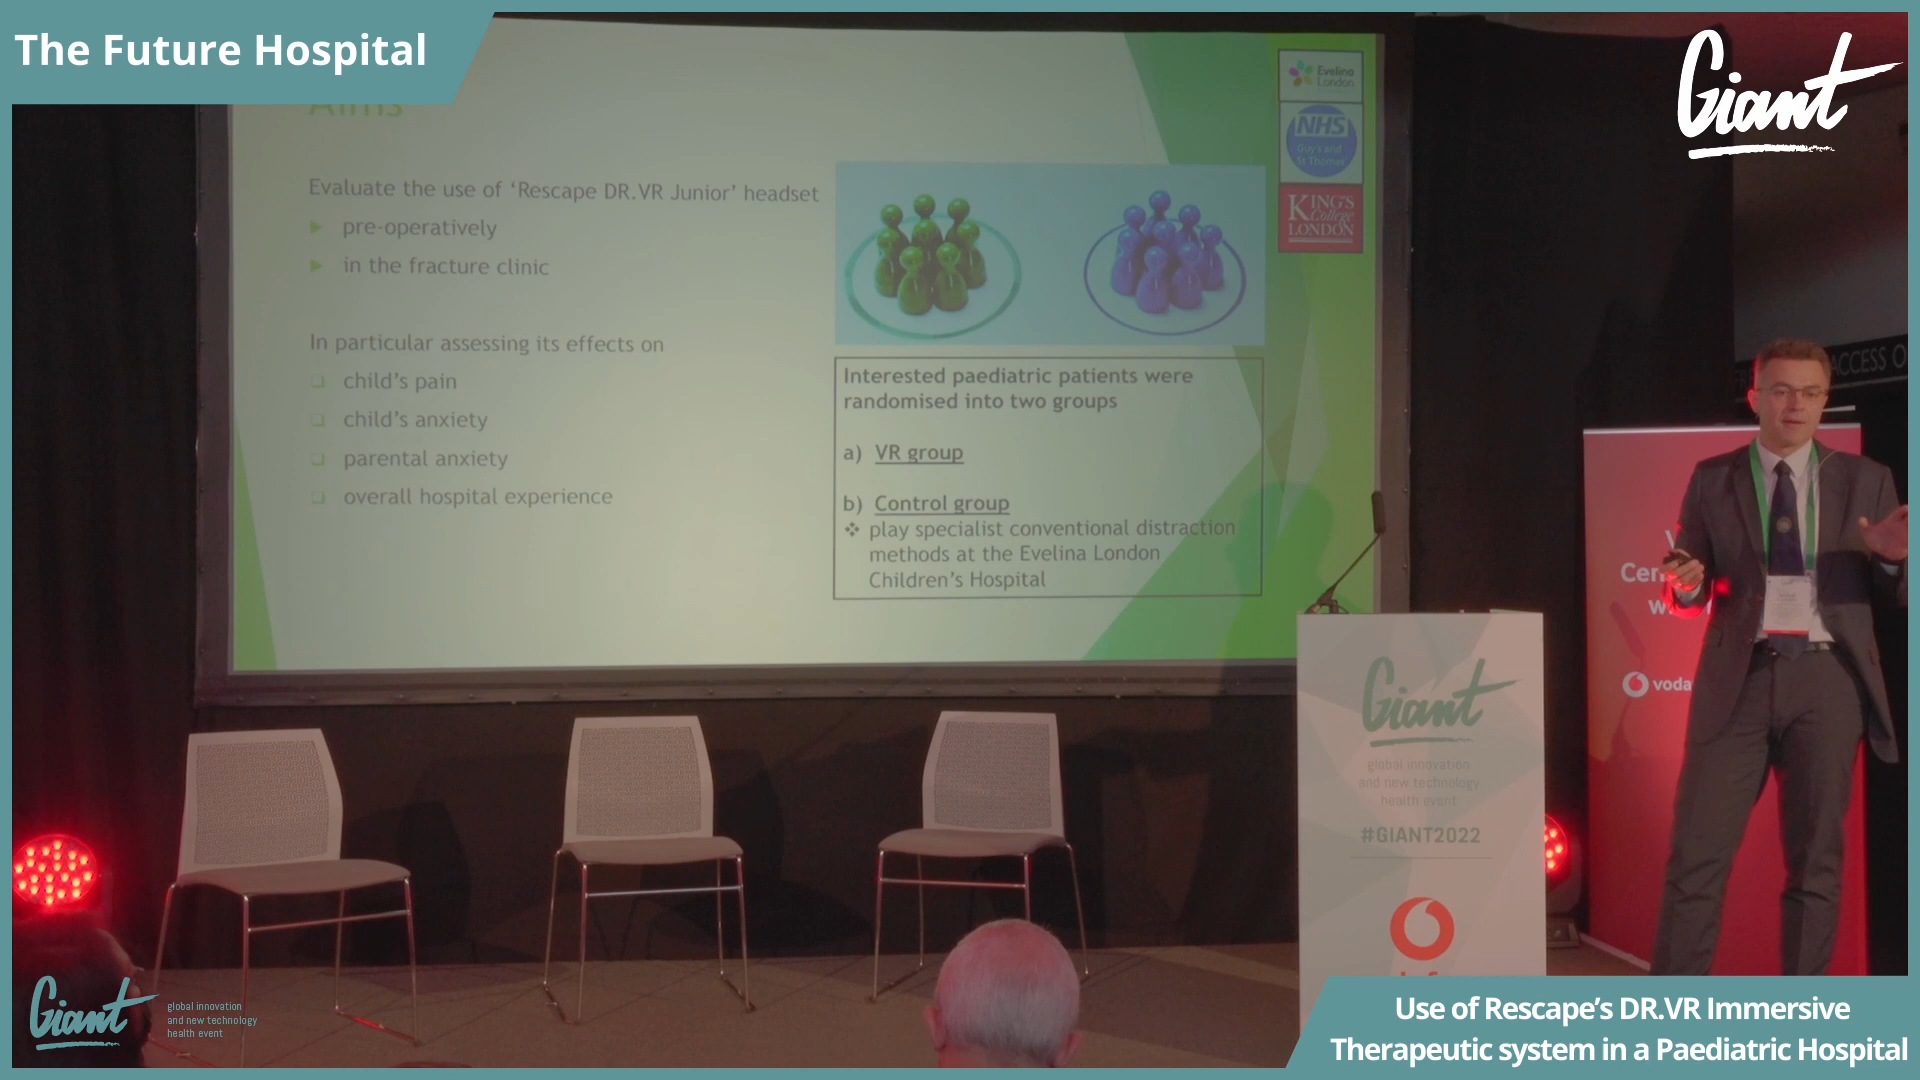 The Future Hospital
Giant
Aims
Evaluate the use of ‘Rescape DR.VR Junior’ headset
pre-operatively
in the fracture clinic
In particular assessing its effects on
child’s pain
child’s anxiety
parental anxiety
overall hospital experience
Interested paediatric patients were
randomised into two groups
a) VR group
b) Control group
play specialist conventional distraction
methods at the Evelina London
Children’s Hospital
Evelina
London
NHS
Guy's and
St Thomas'
KING'S
College
LONDON
ACCESS O
Cen
voda
Giant
global innovation
and new technology
health event
#GIANT2022
Giant
global innovation
and new technology
health event
Use of Rescape’s DR.VR Immersive
Therapeutic system in a Paediatric Hospital